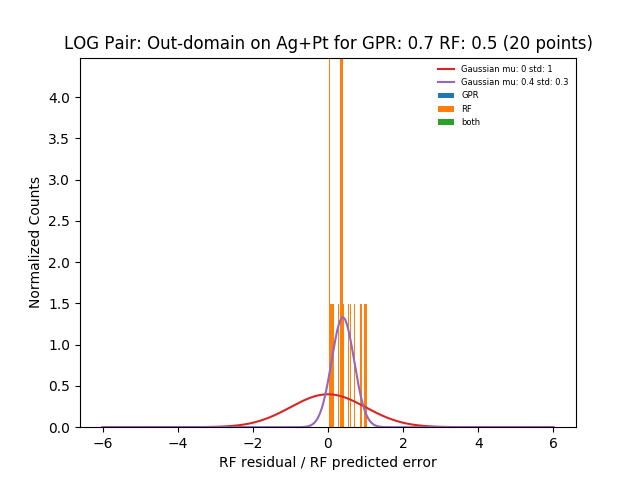 LOG Pair: Out-domain on Ag+Pt for GPR: 0.7 RF: 0.5 (20 points)
Gaussian mu: 0 std: 1
Gaussian mu: 0.4 std: 0.3
GPR
RF
both
Normalized Counts
4.0
3.5
3.0
2.5
2.0
1.5
1.0
0.5
0.0
−6 −4 −2 0 2 4 6
RF residual / RF predicted error